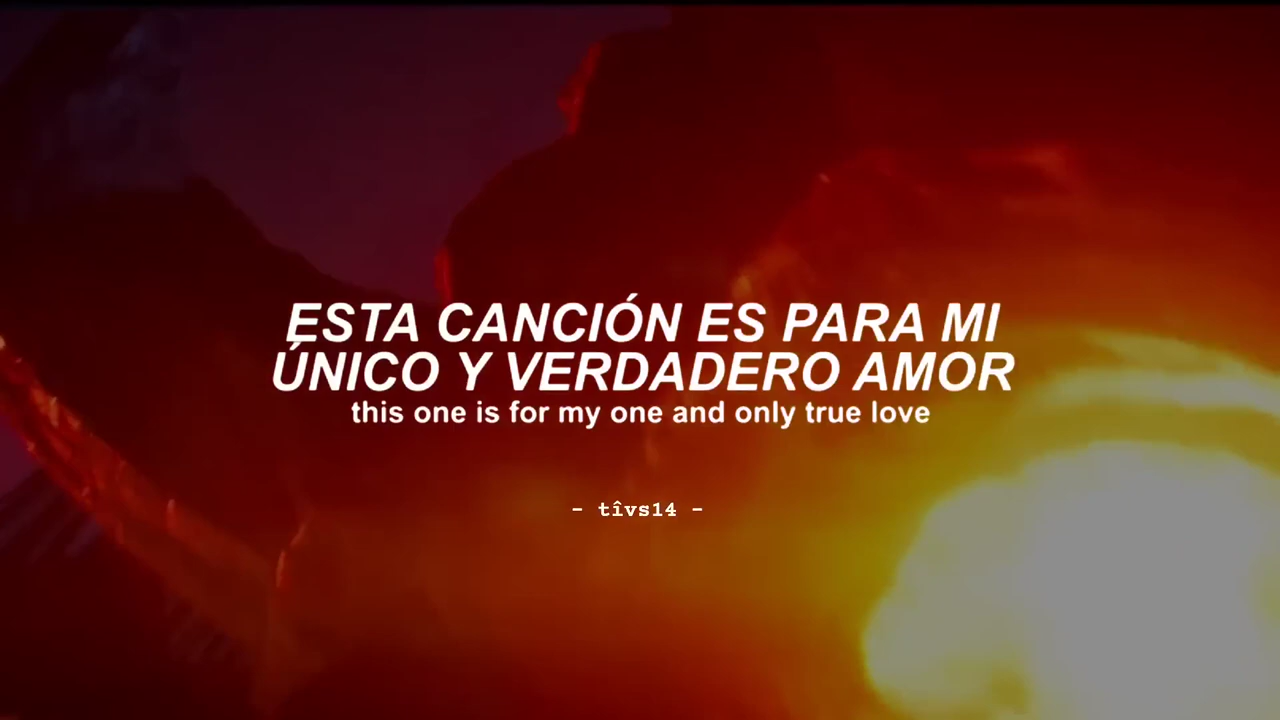 ESTA CANCIÓN ES PARA MI
ÚNICO Y VERDADERO AMOR
this one is for my one and only true love
- tîvs14 -